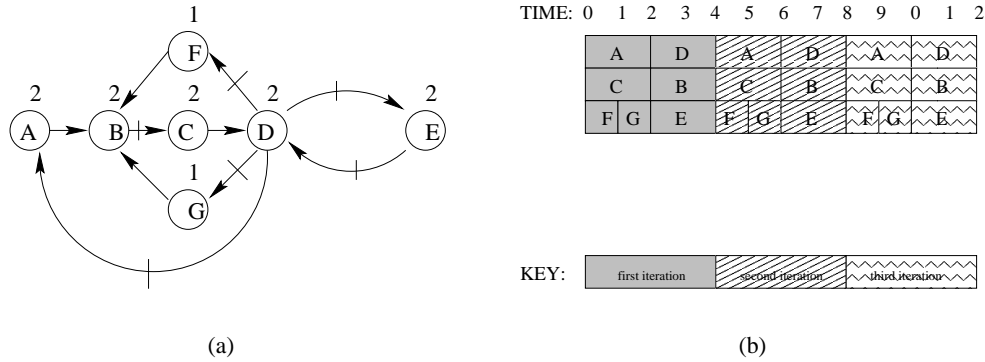 1
F
2 2 2 2 2
A B C D E
1
G
(a)
TIME: 0 1 2 3 4 5 6 7 8 9 0 1 2
A D A D A D
C B C B C B
F G E F G E F G E
KEY: first iteration second iteration third iteration
(b)